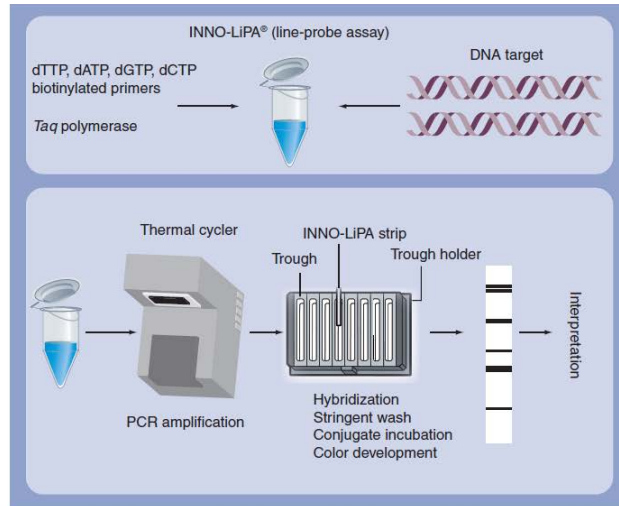 INNO-LiPA® (line-probe assay)
dTTP, dATP, dGTP, dCTP
biotinylated primers
Taq polymerase
DNA target
Thermal cycler
INNO-LiPA strip
Trough
Trough holder
PCR amplification
Hybridization
Stringent wash
Conjugate incubation
Color development
Interpretation